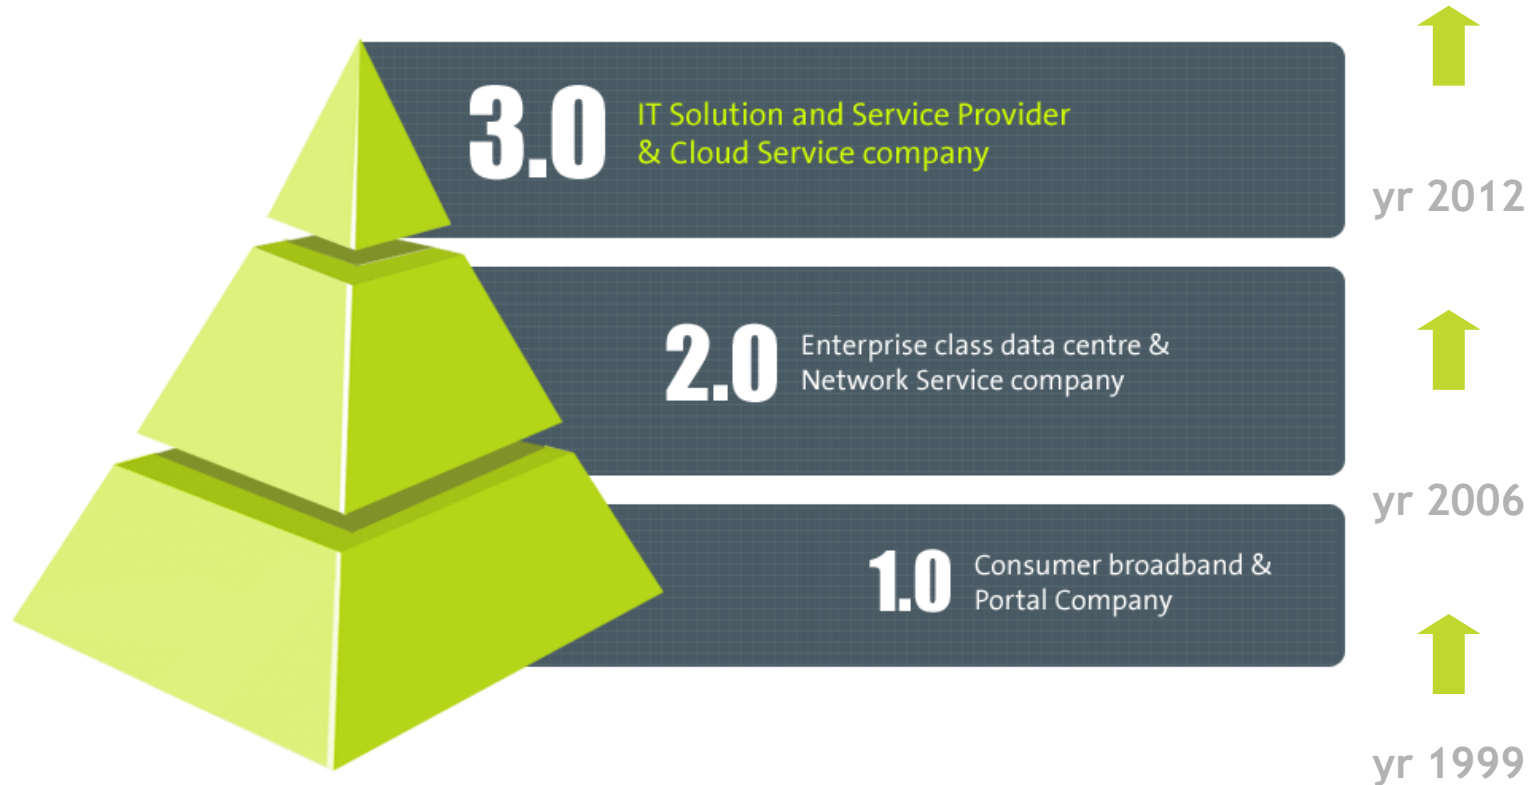 3.0
IT Solution and Service Provider
& Cloud Service company
yr 2012
2.0
Enterprise class data centre &
Network Service company
yr 2006
1.0
Consumer broadband &
Portal Company
yr 1999